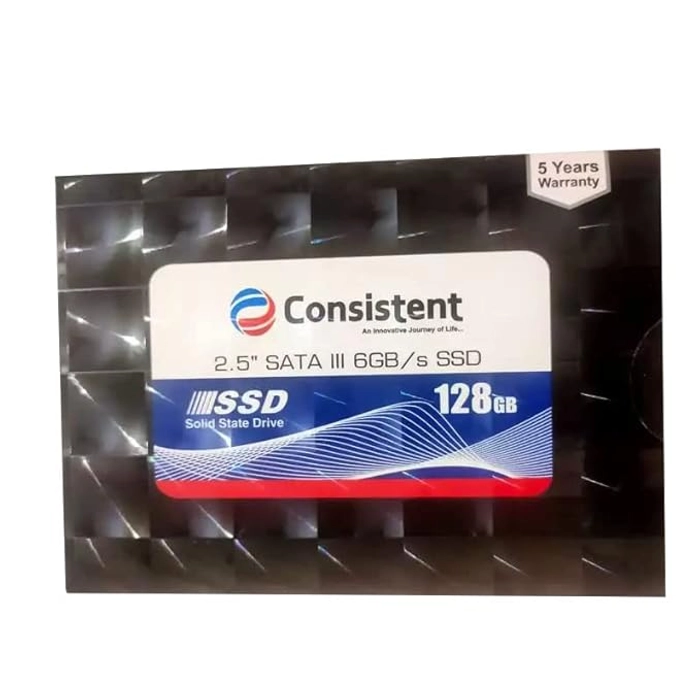 5 Years
Warranty
Consistent
An Innovative Journey of Life...
2.5" SATA III 6GB/s SSD
SSD
128GB
Solid State Drive